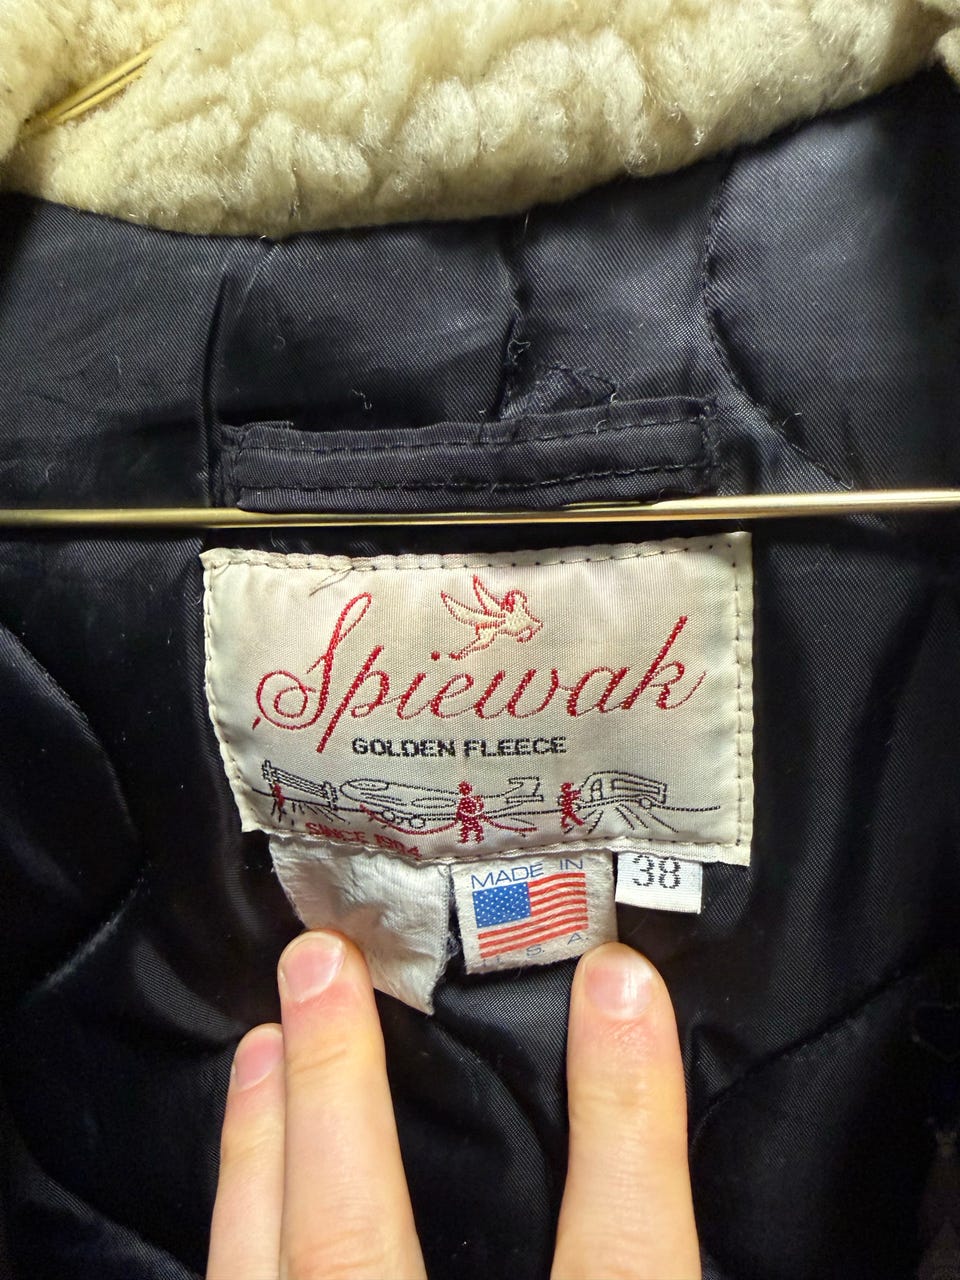 Spiewak
GOLDEN FLEECE
SINCE 1904
MADE IN
U. S. A.
38